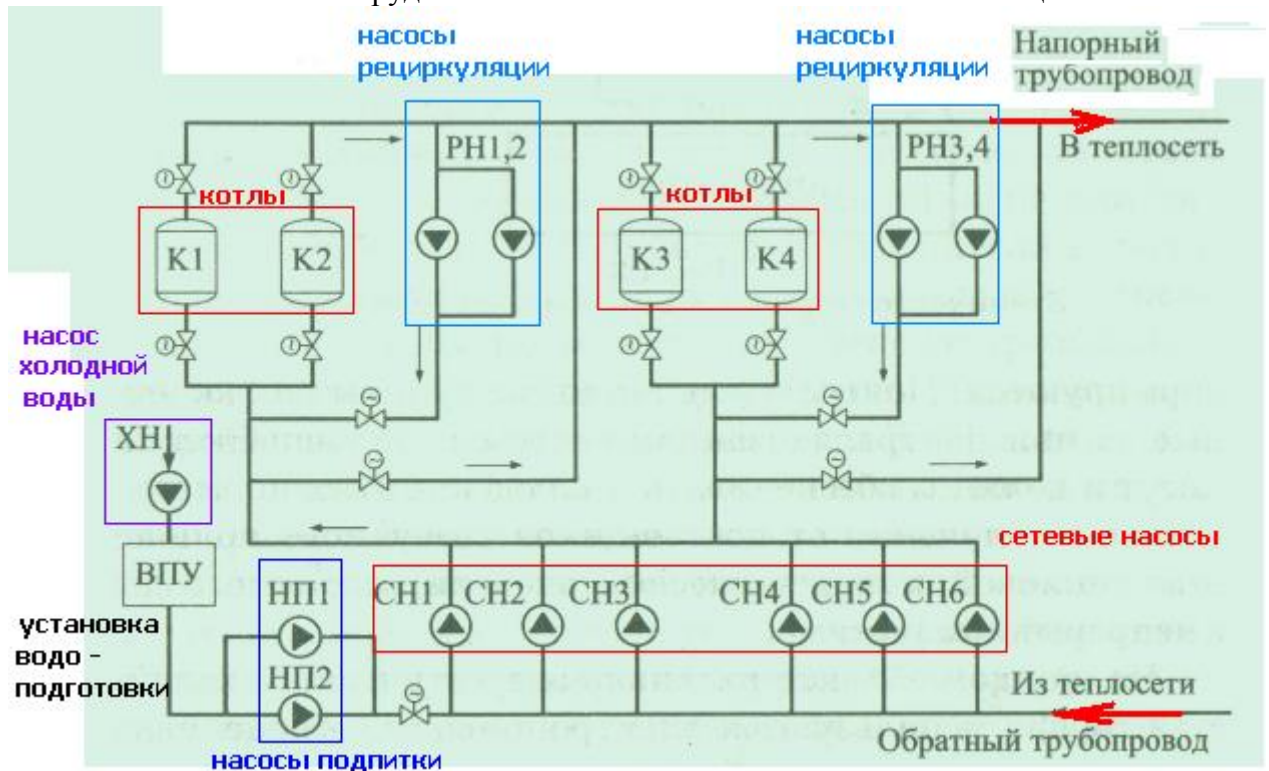 насосы
рециркуляции
насосы
рециркуляции
Напорный
трубопровод
В теплосеть
РН1,2
РН3,4
котлы
котлы
К1
К2
К3
К4
насос
холодной
воды
ХН
сетевые насосы
ВПУ
НП1
СН1
СН2
СН3
СН4
СН5
СН6
установка
водо -
подготовки
НП2
Из теплосети
Обратный трубопровод
насосы подпитки